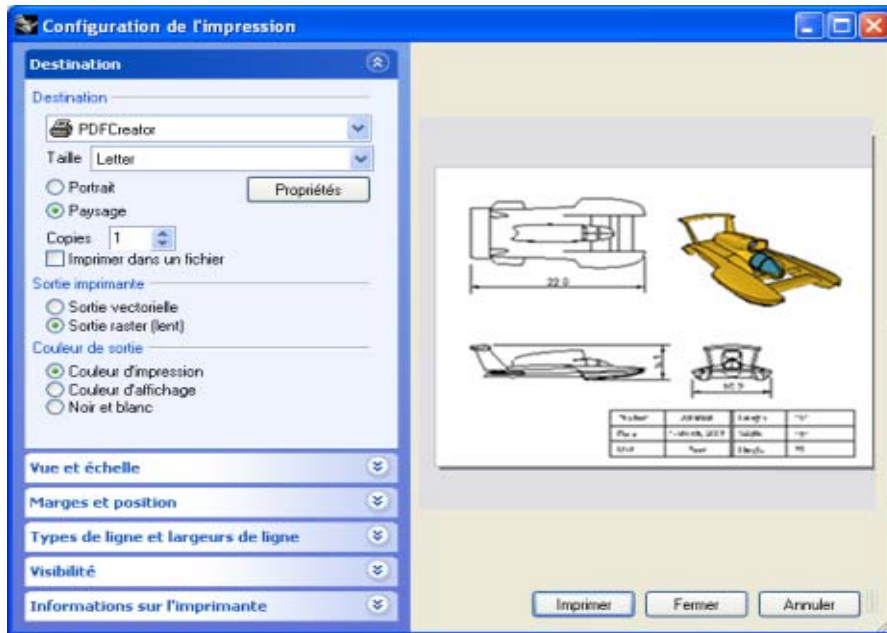 Configuration de l'impression
Destination
Destination
PDFCreator
Taille Letter
Portrait
Propriétés
Paysage
Copies 1
Imprimer dans un fichier
Sortie imprimante
Sortie vectorielle
Sortie raster (lent)
Couleur de sortie
Couleur d'impression
Couleur d'affichage
Noir et blanc
Vue et échelle
Marges et position
Types de ligne et largeurs de ligne
Visibilité
Informations sur l'imprimante
22.0
Imprimer
Fermer
Annuler